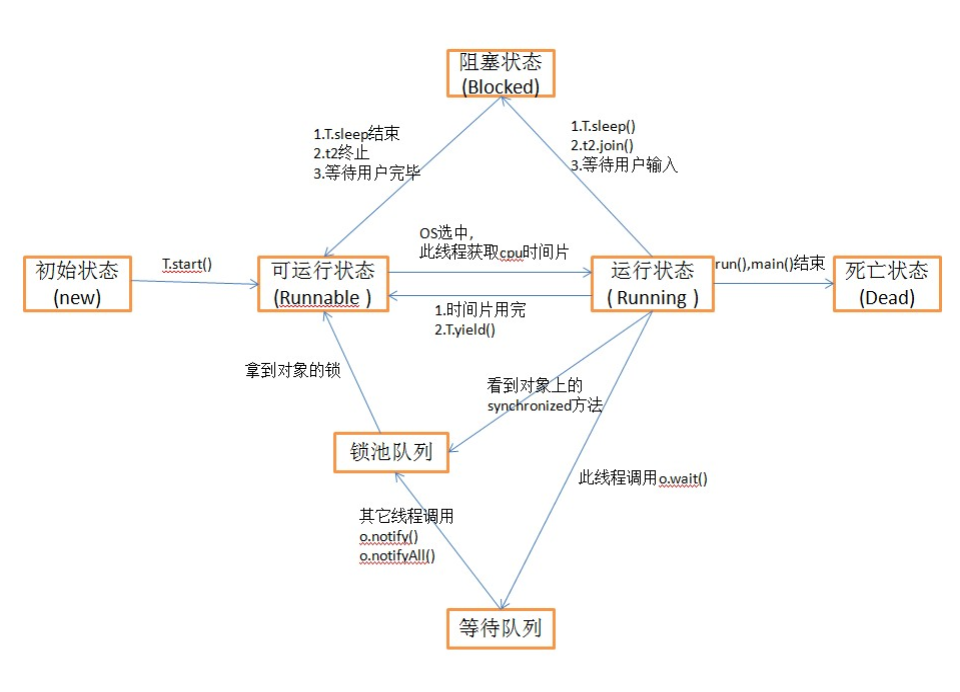 阻塞状态
(Blocked)
1.T.sleep结束
2.t2终止
3.等待用户完毕
1.T.sleep()
2.t2.join()
3.等待用户输入
OS选中,
此线程获取cpu时间片
初始状态
(new)
T.start()
可运行状态
(Runnable )
运行状态
( Running )
run(),main()结束
死亡状态
(Dead)
1.时间片用完
2.T.yield()
拿到对象的锁
看到对象上的
synchronized方法
锁池队列
此线程调用o.wait()
其它线程调用
o.notify()
o.notifyAll()
等待队列